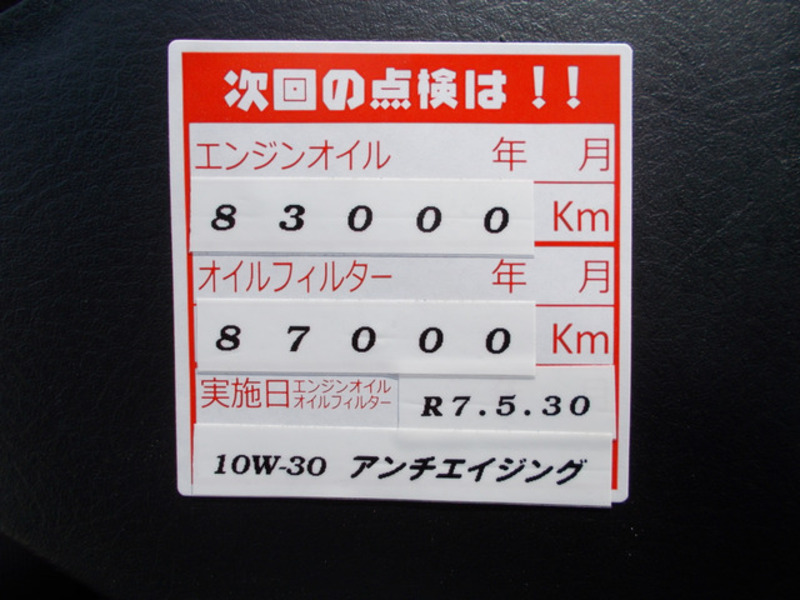 次回の点検は!!
エンジンオイル 年 月
83000 Km
オイルフィルター 年 月
87000 Km
実施日 エンジンオイル
オイルフィルター
R7.5.30
10W-30 アンチエイジング